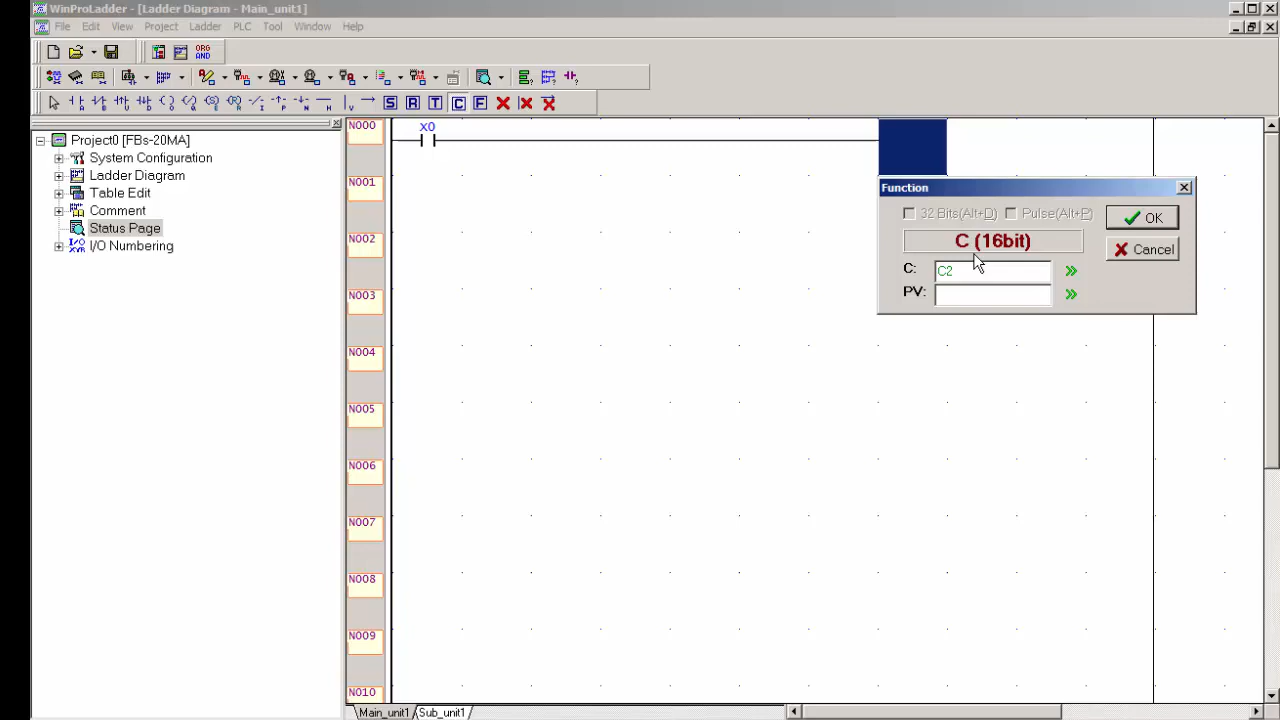 WinProLadder - [Ladder Diagram - Main_unit1]
File Edit View Project Ladder PLC Tool Window Help
ORG
AND
S R T C F
Project0 [FBs-20MA]
System Configuration
Ladder Diagram
Table Edit
Comment
Status Page
I/O Numbering
N000
X0
N001
N002
N003
N004
N005
N006
N007
N008
N009
N010
Function
32 Bits(Alt+D) Pulse(Alt+P)
OK
C (16bit)
Cancel
C: C2
PV:
Main_unit1 Sub_unit1